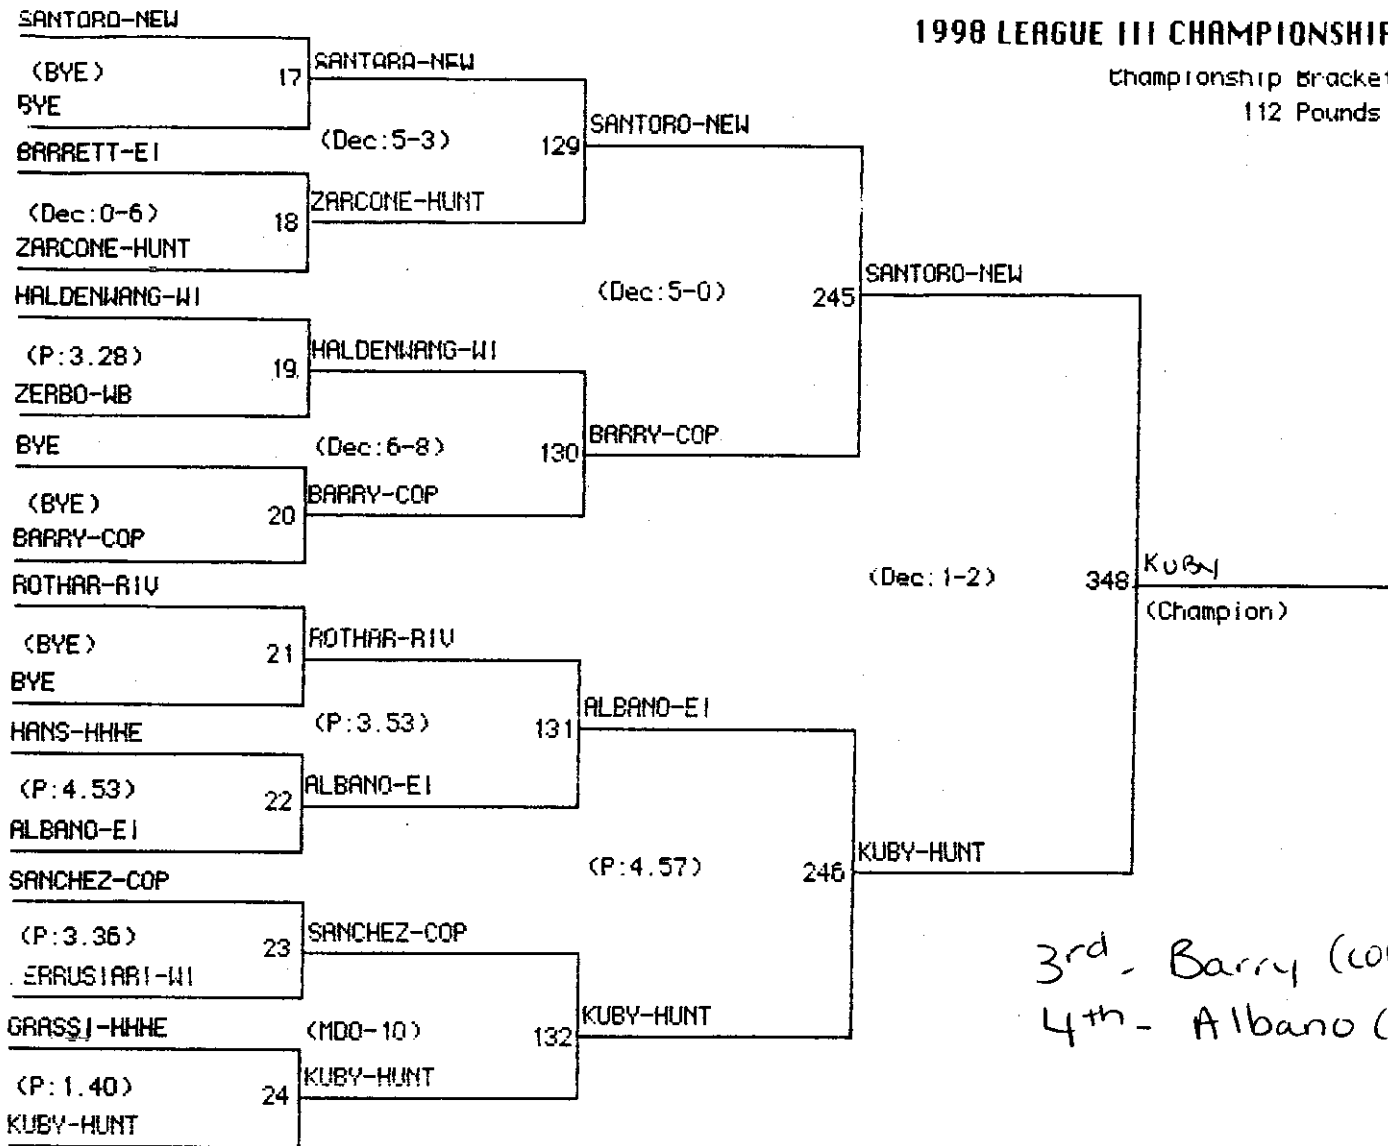 SANTORO-NEW
1998 LEAGUE III CHAMPIONSHIP
Championship Bracket
112 Pounds
(BYE)
17
SANTARA-NEW
BYE
BARRETT-EI
(Dec:5-3)
129
SANTORO-NEW
(Dec:0-6)
18
ZARCONE-HUNT
ZARCONE-HUNT
HALDENWANG-WI
(Dec:5-0)
245
SANTORO-NEW
(P:3.28)
19
HALDENWANG-WI
ZERBO-WB
BYE
(Dec:6-8)
130
BARRY-COP
(BYE)
20
BARRY-COP
BARRY-COP
ROTHAR-RIV
(Dec:1-2)
348
KUBY
(Champion)
(BYE)
21
ROTHAR-RIV
BYE
HANS-HHHE
(P:3.53)
131
ALBANO-EI
(P:4.53)
22
ALBANO-EI
ALBANO-EI
SANCHEZ-COP
(P:4.57)
246
KUBY-HUNT
(P:3.36)
23
SANCHEZ-COP
ERRUSIARI-WI
GRASSI-HHHE
(MD0-10)
132
KUBY-HUNT
(P:1.40)
24
KUBY-HUNT
KUBY-HUNT
3rd - Barry (
4th - Albano (